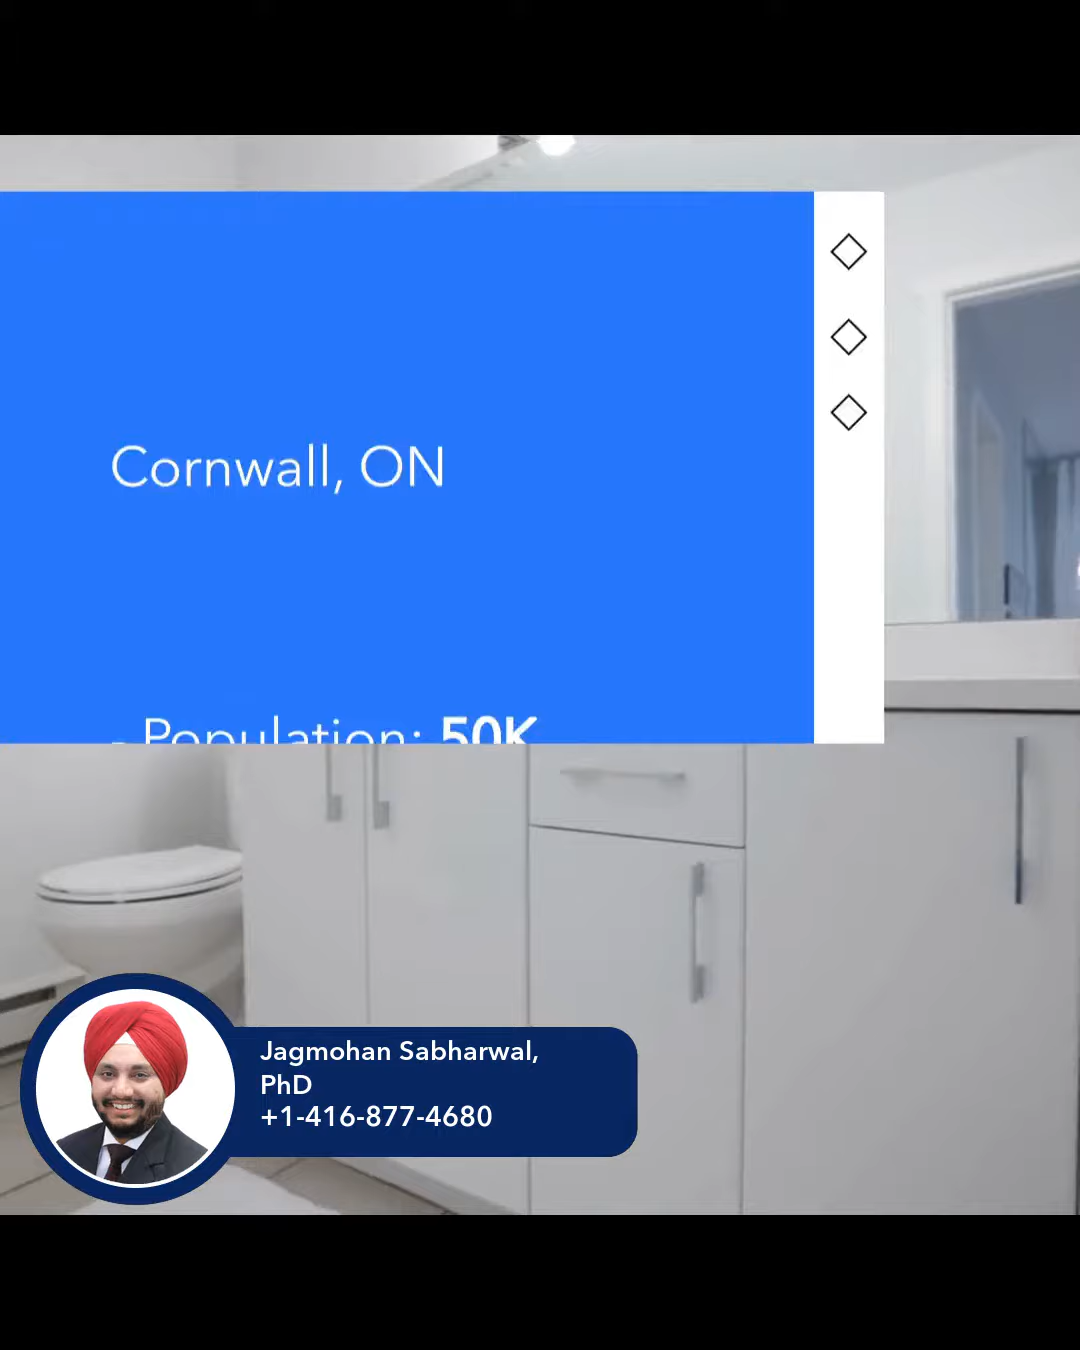 Cornwall, ON
- Population: 50K
Jagmohan Sabharwal,
PhD
+1-416-877-4680